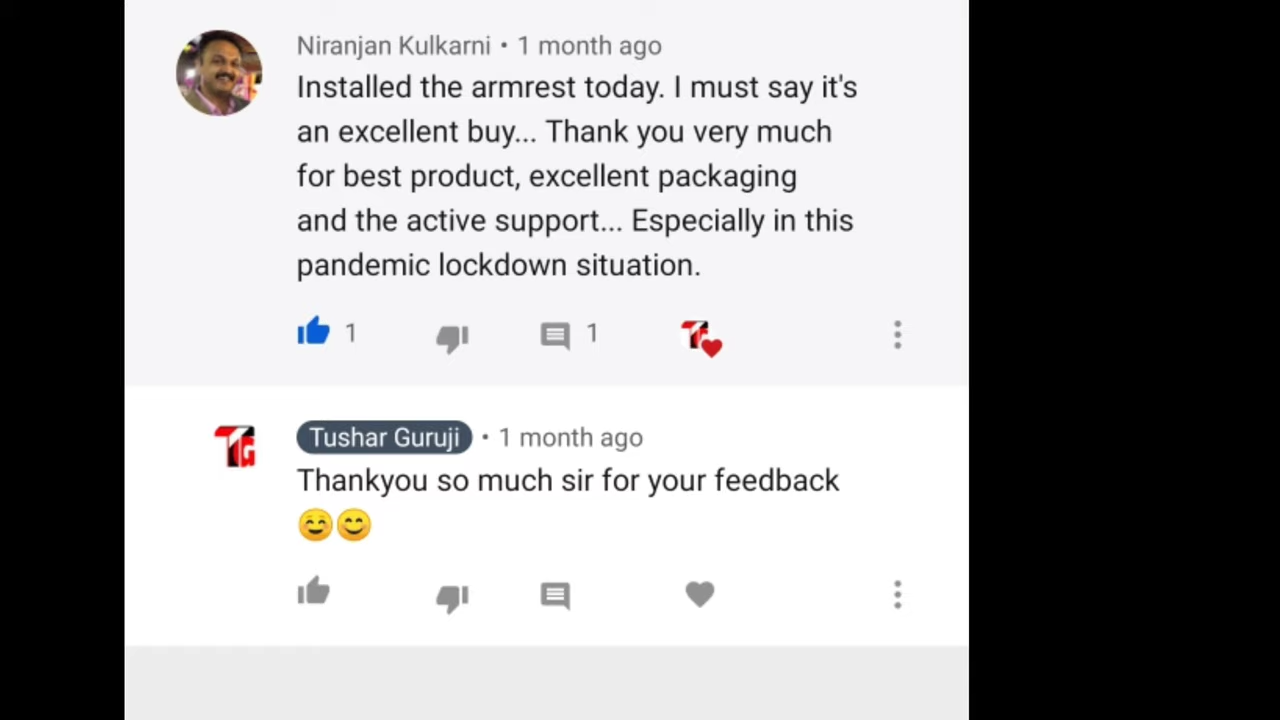 Niranjan Kulkarni • 1 month ago
Installed the armrest today. I must say it's
an excellent buy... Thank you very much
for best product, excellent packaging
and the active support... Especially in this
pandemic lockdown situation.
1 1 TG
TG Tushar Guruji • 1 month ago
Thankyou so much sir for your feedback
☺️😊